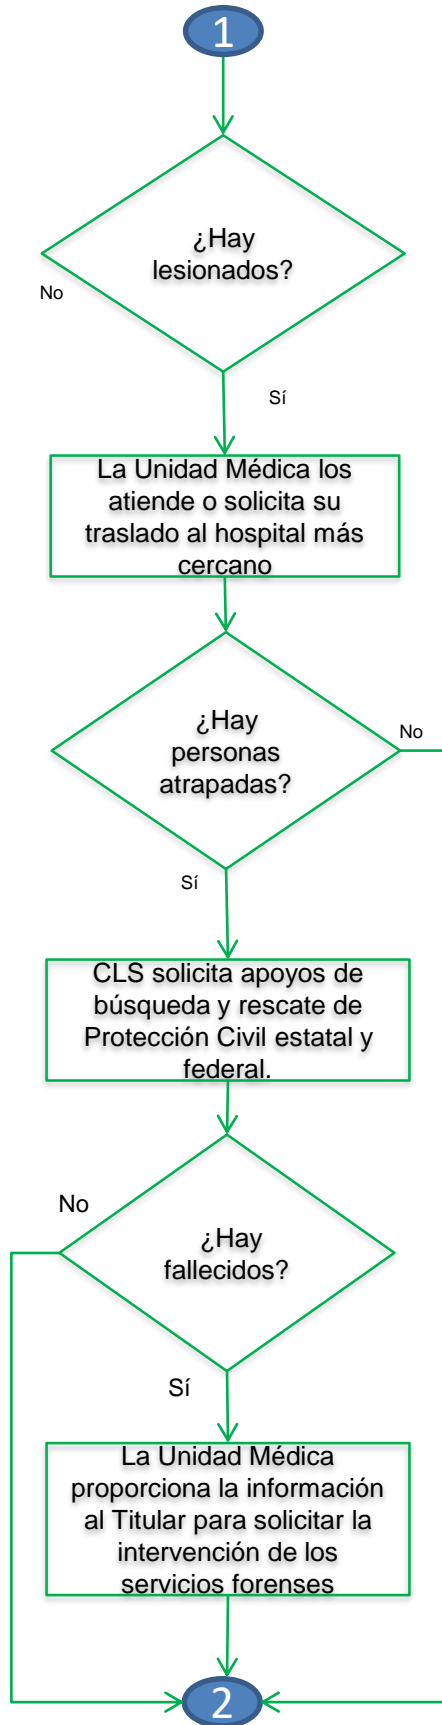 1
¿Hay
lesionados?
No
Sí
La Unidad Médica los
atiende o solicita su
traslado al hospital más
cercano
¿Hay
personas
atrapadas?
No
Sí
CLS solicita apoyos de
búsqueda y rescate de
Protección Civil estatal y
federal.
No
¿Hay
fallecidos?
Sí
La Unidad Médica
proporciona la información
al Titular para solicitar la
intervención de los
servicios forenses
2